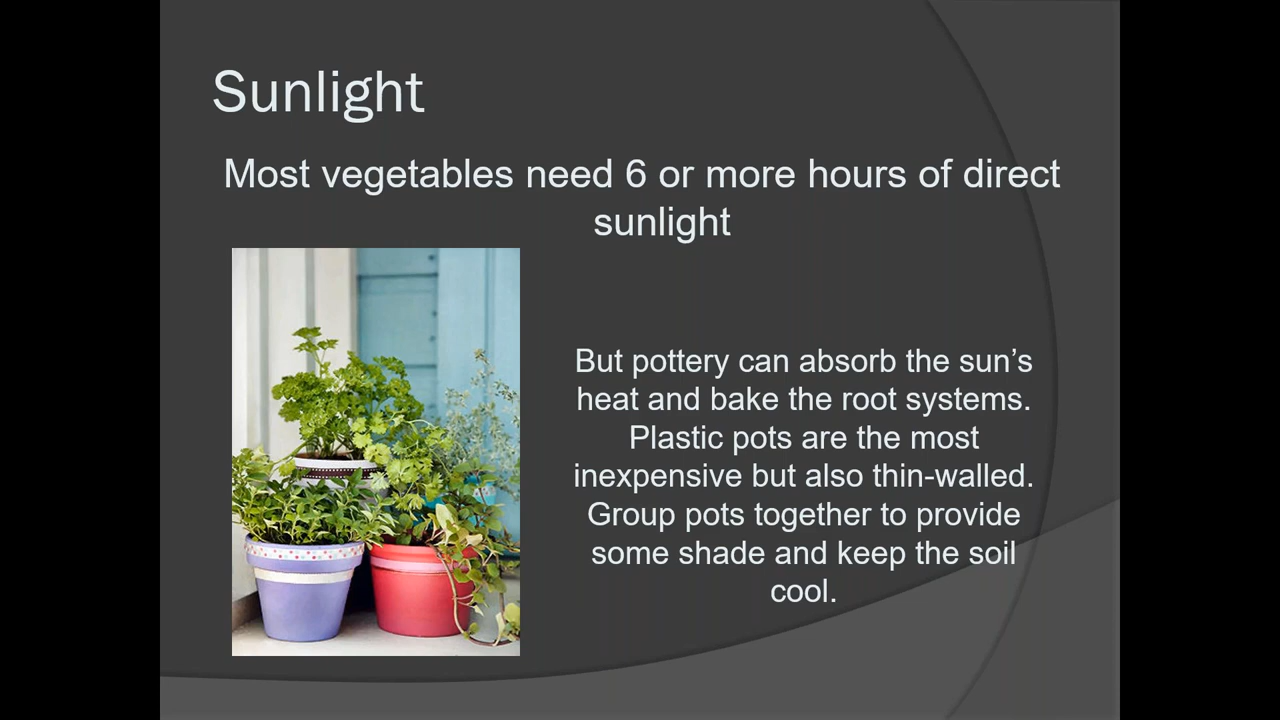 Sunlight
Most vegetables need 6 or more hours of direct
sunlight
But pottery can absorb the sun’s
heat and bake the root systems.
Plastic pots are the most
inexpensive but also thin-walled.
Group pots together to provide
some shade and keep the soil
cool.